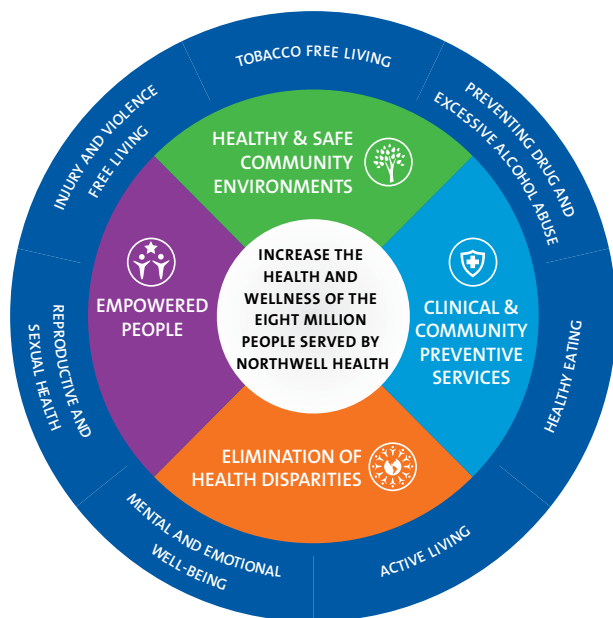 TOBACCO FREE LIVING
PREVENTING DRUG AND
EXCESSIVE ALCOHOL ABUSE
HEALTHY EATING
ACTIVE LIVING
MENTAL AND EMOTIONAL
WELL-BEING
REPRODUCTIVE AND
SEXUAL HEALTH
INJURY AND VIOLENCE
FREE LIVING
HEALTHY & SAFE
COMMUNITY
ENVIRONMENTS
CLINICAL &
COMMUNITY
PREVENTIVE
SERVICES
ELIMINATION OF
HEALTH DISPARITIES
EMPOWERED
PEOPLE
INCREASE THE
HEALTH AND
WELLNESS OF THE
EIGHT MILLION
PEOPLE SERVED BY
NORTHWELL HEALTH